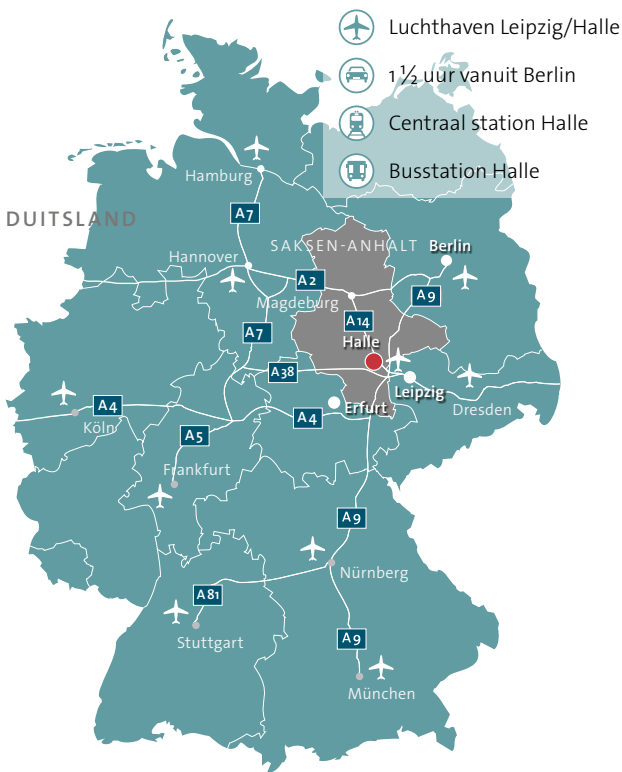 Luchthaven Leipzig/Halle
1 ½ uur vanuit Berlin
Centraal station Halle
Busstation Halle
Hamburg
DUITSLAND
A7
SAKSEN-ANHALT
Berlin
Hannover
A2
A9
Magdeburg
A14
A7
Halle
A38
Leipzig
A4
Erfurt
Dresden
A4
Köln
A5
Frankfurt
A9
Nürnberg
A81
Stuttgart
A9
München